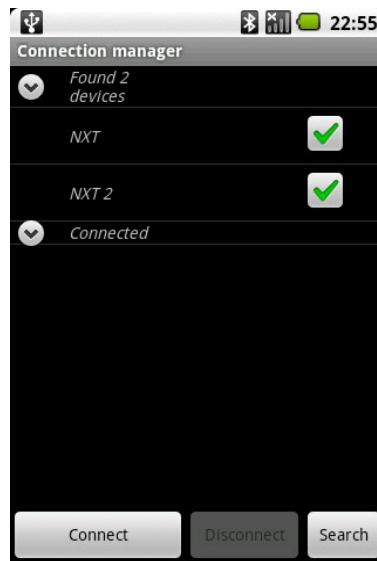 22:55
Connection manager
Found 2
devices
NXT
NXT 2
Connected
Connect Disconnect Search